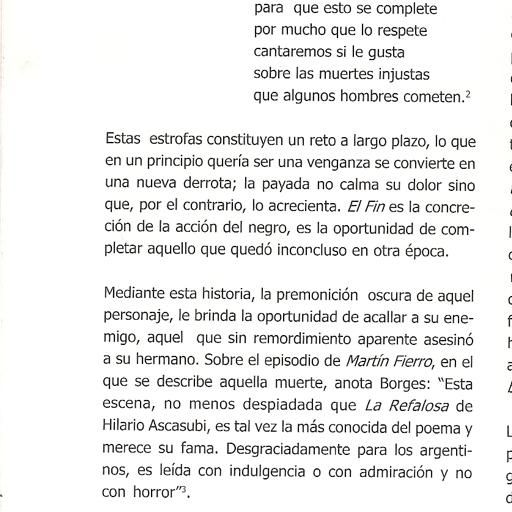 para que esto se complete
por mucho que lo respete
cantaremos si le gusta
sobre las muertes injustas
que algunos hombres cometen.²
Estas estrofas constituyen un reto a largo plazo, lo que
en un principio quería ser una venganza se convierte en
una nueva derrota; la payada no calma su dolor sino
que, por el contrario, lo acrecienta. El Fin es la concre-
ción de la acción del negro, es la oportunidad de com-
pletar aquello que quedó inconcluso en otra época.
Mediante esta historia, la premonición oscura de aquel
personaje, le brinda la oportunidad de acallar a su ene-
migo, aquel que sin remordimiento aparente asesinó
a su hermano. Sobre el episodio de Martín Fierro, en el
que se describe aquella muerte, anota Borges: “Esta
escena, no menos despiadada que La Refalosa de
Hilario Ascasubi, es tal vez la más conocida del poema y
merece su fama. Desgraciadamente para los argenti-
nos, es leída con indulgencia o con admiración y no
con horror”³.